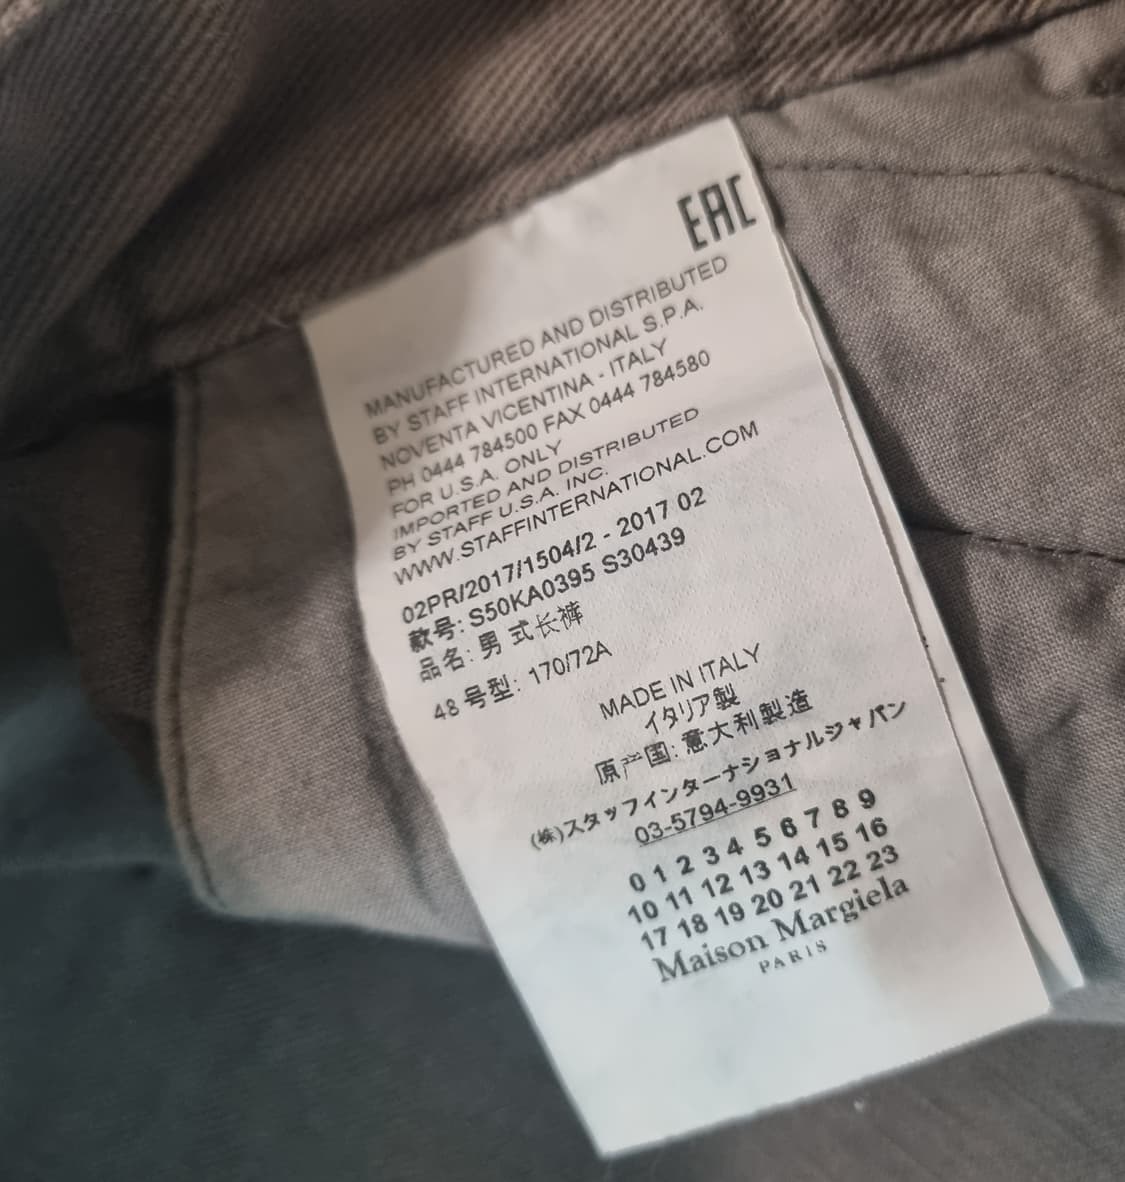 EAC
MANUFACTURED AND DISTRIBUTED
BY STAFF INTERNATIONAL S.P.A.
NOVENTA VICENTINA - ITALY
PH 0444 784500 FAX 0444 784580
FOR U.S.A. ONLY
IMPORTED AND DISTRIBUTED
BY STAFF U.S.A. INC.
WWW.STAFFINTERNATIONAL.COM
02PR/2017/1504/2 - 2017 02
款号: S50KA0395 S30439
品名: 男 式长裤
48 号型: 170/72A
MADE IN ITALY
イタリア製
原产国: 意大利製造
(株)スタッフインターナショナルジャパン
03-5794-9931
0 1 2 3 4 5 6 7 8 9
10 11 12 13 14 15 16
17 18 19 20 21 22 23
Maison Margiela
PARIS